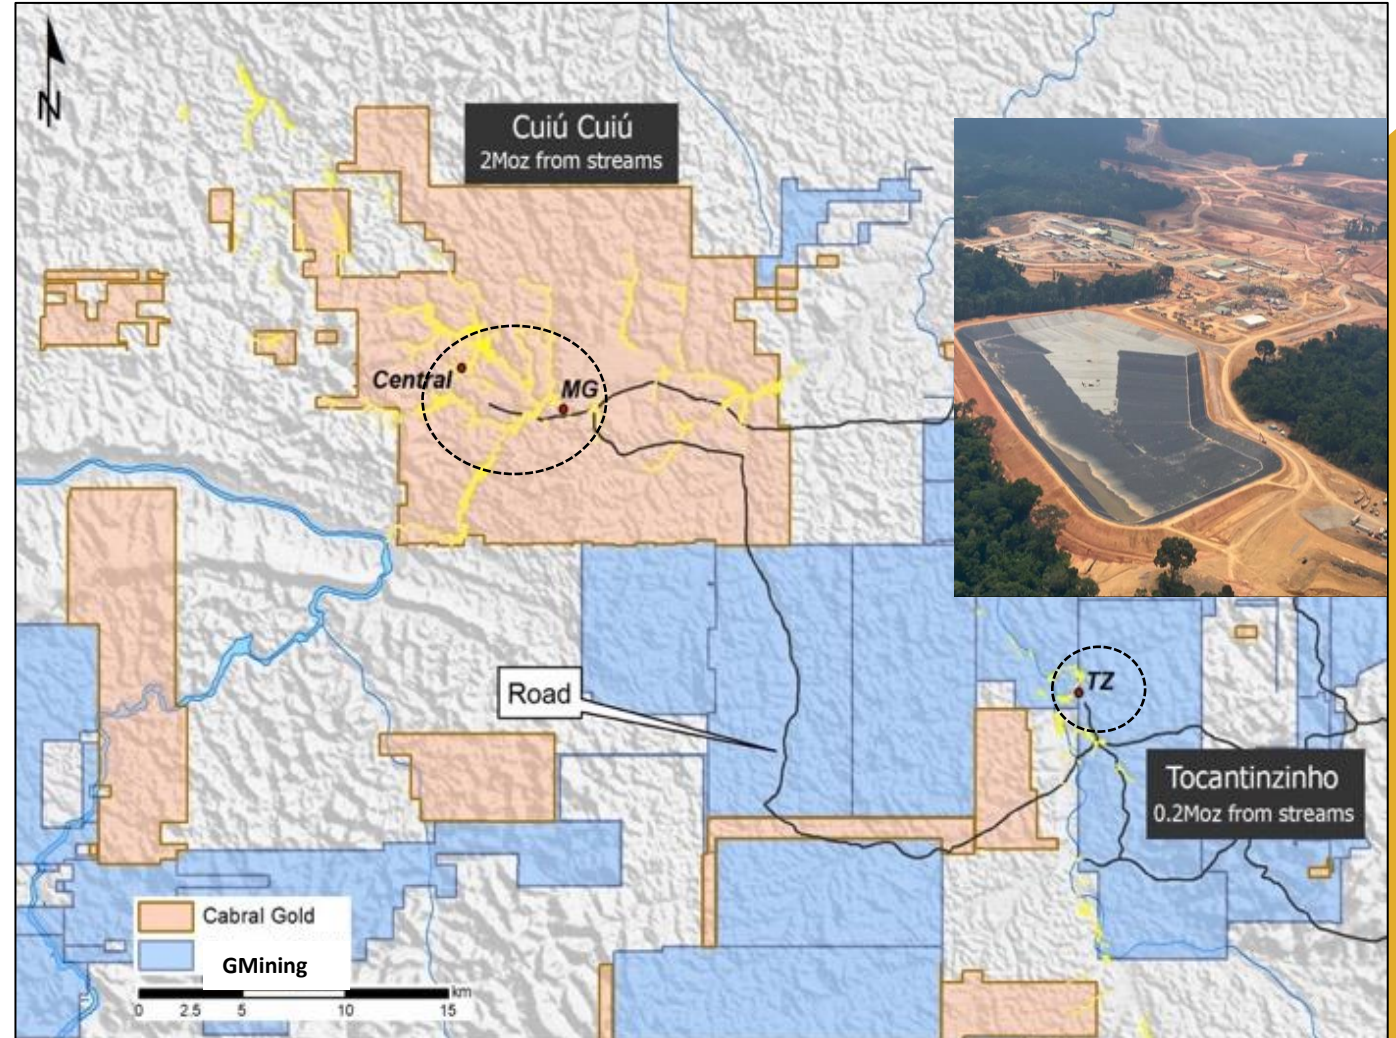 N
Cuiú Cuiú
2Moz from streams
Central
MG
Road
TZ
Tocantinzinho
0.2Moz from streams
Cabral Gold
GMining
km
0 2.5 5 10 15